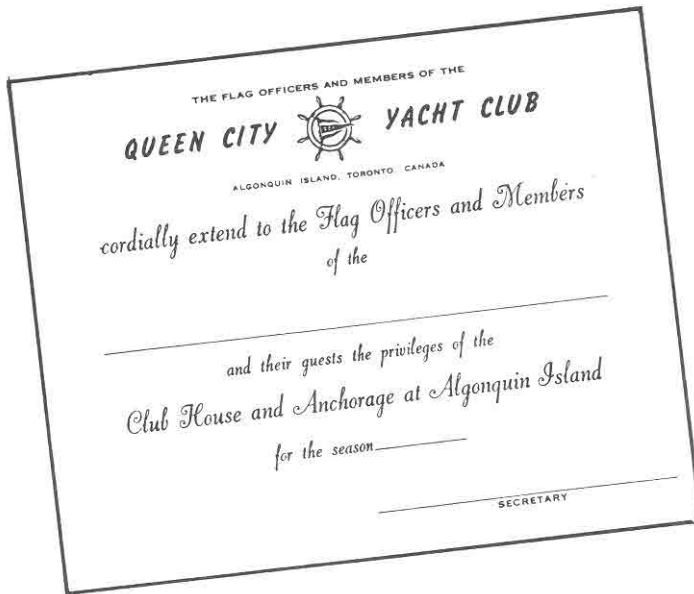 THE FLAG OFFICERS AND MEMBERS OF THE
QUEEN CITY YACHT CLUB
ALGONQUIN ISLAND, TORONTO, CANADA
cordially extend to the Flag Officers and Members
of the
and their guests the privileges of the
Club House and Anchorage at Algonquin Island
for the season
SECRETARY